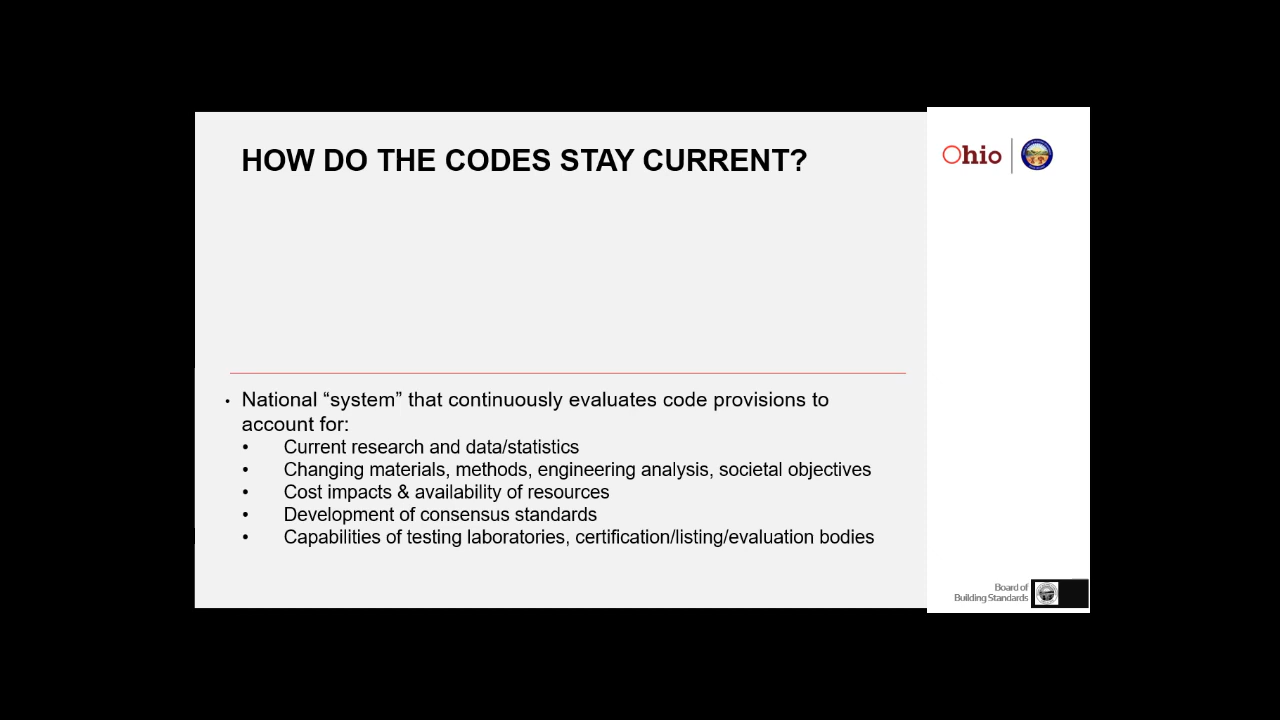 HOW DO THE CODES STAY CURRENT?
Ohio
• National “system” that continuously evaluates code provisions to
account for:
• Current research and data/statistics
• Changing materials, methods, engineering analysis, societal objectives
• Cost impacts & availability of resources
• Development of consensus standards
• Capabilities of testing laboratories, certification/listing/evaluation bodies
Board of
Building Standards